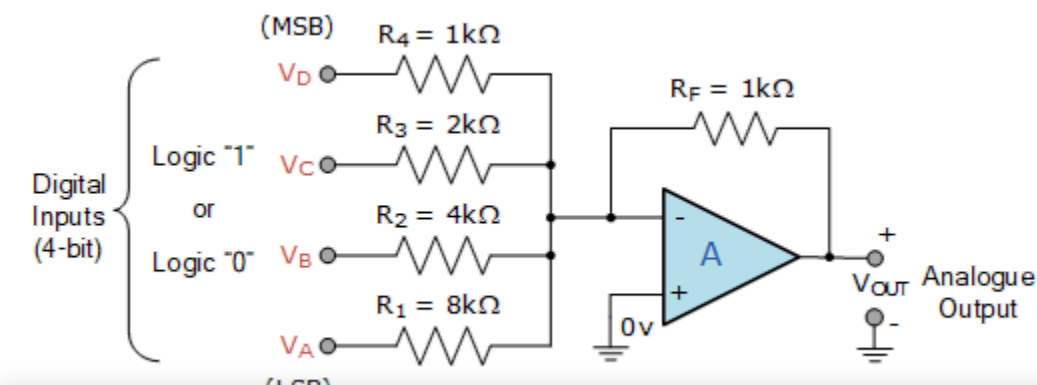 (MSB)
R4 = 1kΩ
VD
RF = 1kΩ
R3 = 2kΩ
Logic "1"
VC
Digital
Inputs
(4-bit)
or
R2 = 4kΩ
Logic "0"
VB
-
A
+
+
VOUT
Analogue
Output
-
R1 = 8kΩ
0v
VA
(LSB)